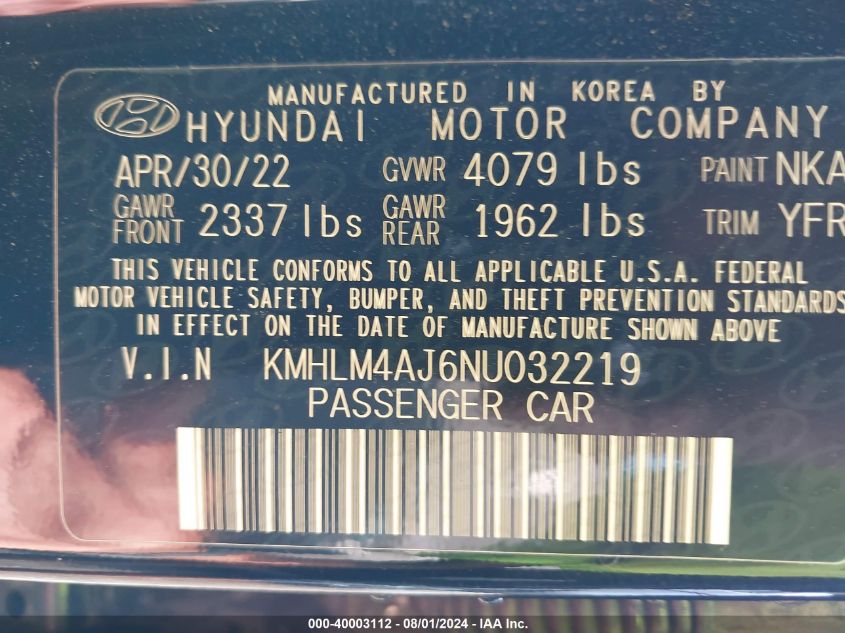 MANUFACTURED IN KOREA BY
HYUNDAI MOTOR COMPANY
APR/30/22 GVWR 4079 lbs PAINT NKA
GAWR FRONT 2337 lbs GAWR REAR 1962 lbs TRIM YFR
THIS VEHICLE CONFORMS TO ALL APPLICABLE U.S.A. FEDERAL
MOTOR VEHICLE SAFETY, BUMPER, AND THEFT PREVENTION STANDARDS
IN EFFECT ON THE DATE OF MANUFACTURE SHOWN ABOVE
V.I.N KMHLM4AJ6NU032219
PASSENGER CAR
000-40003112 - 08/01/2024 - IAA Inc.